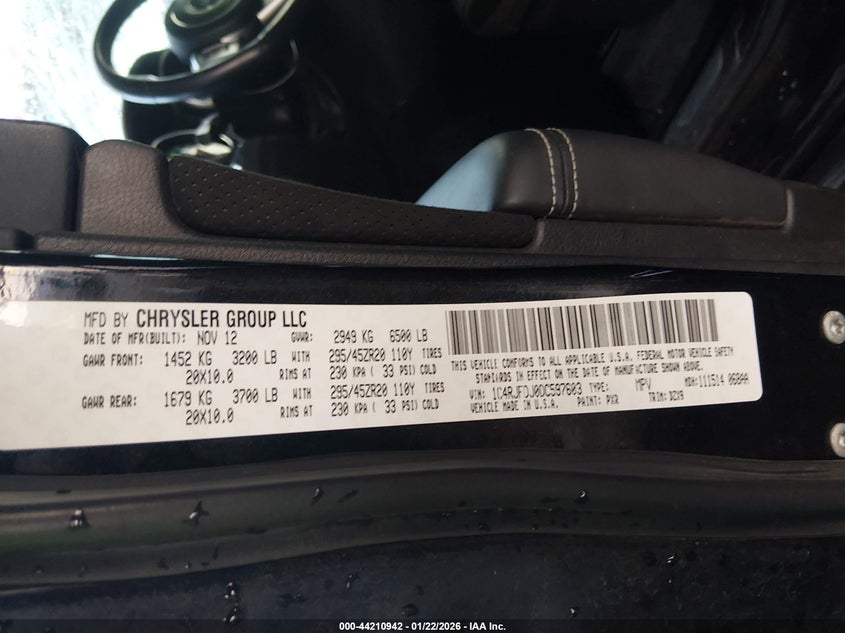 MFD BY CHRYSLER GROUP LLC
DATE OF MFR(BUILT): NOV 12 GVWR: 2949 KG 6500 LB
GAWR FRONT: 1452 KG 3200 LB WITH 295/45ZR20 110Y TIRES
20X10.0 RIMS AT 230 KPA ( 33 PSI) COLD
GAWR REAR: 1679 KG 3700 LB WITH 295/45ZR20 110Y TIRES
20X10.0 RIMS AT 230 KPA ( 33 PSI) COLD
THIS VEHICLE CONFORMS TO ALL APPLICABLE U.S.A. FEDERAL MOTOR VEHICLE SAFETY
STANDARDS IN EFFECT ON THE DATE OF MANUFACTURE SHOWN ABOVE.
VIN: 1C4RJFDJ0DC597603 TYPE: MPV MDH: 111514 068AA
VEHICLE MADE IN U.S.A. PAINT: PXR TRIM: DZX9
000-44210942 - 01/22/2026 - IAA Inc.